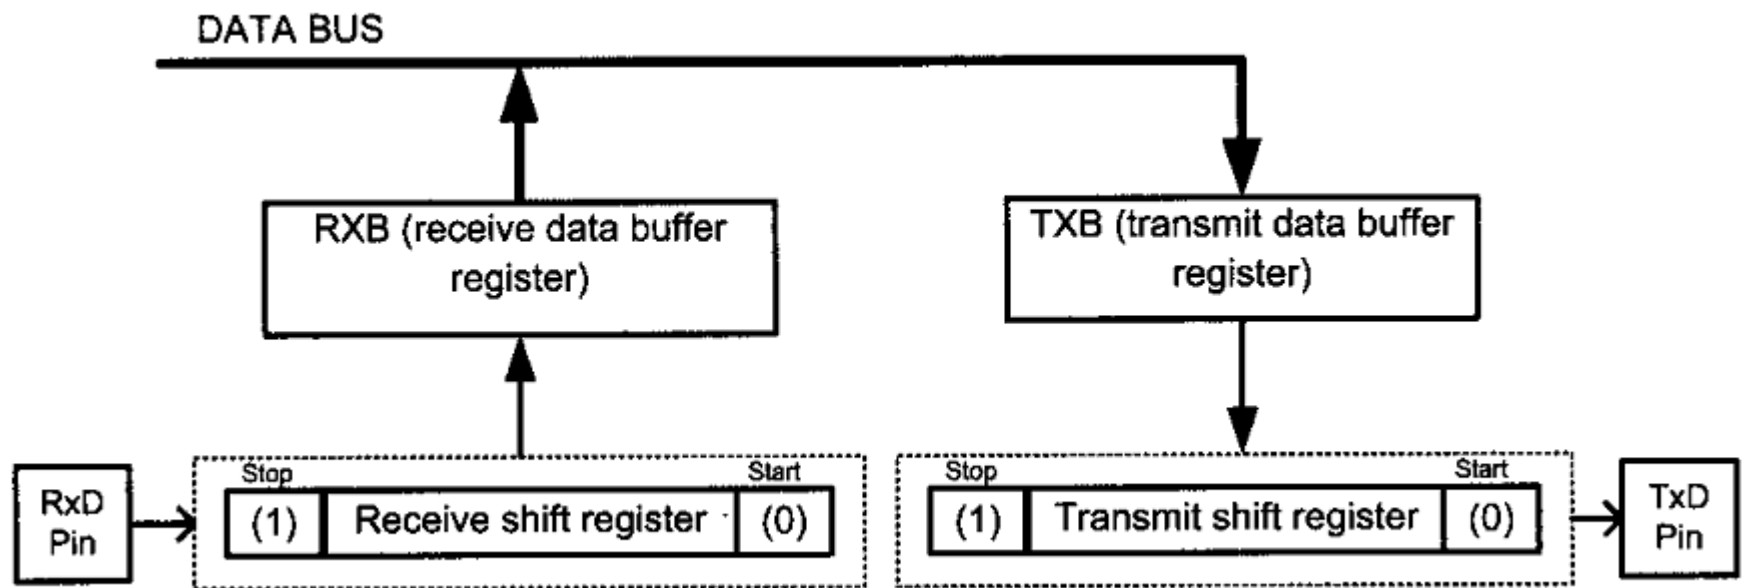 DATA BUS
RXB (receive data buffer
register)
TXB (transmit data buffer
register)
RxD
Pin
Stop
Start
(1)
Receive shift register
(0)
Stop
Start
(1)
Transmit shift register
(0)
TxD
Pin